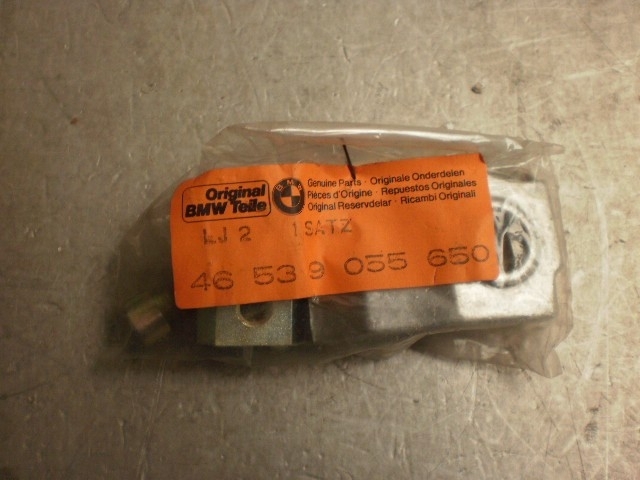 Original
BMW Teile
BMW
Genuine Parts · Originale Onderdelen
Pièces d'Origine · Repuestos Originales
Original Reservdelar · Ricambi Originali
LJ 2 1 SATZ
46 53 9 055 650